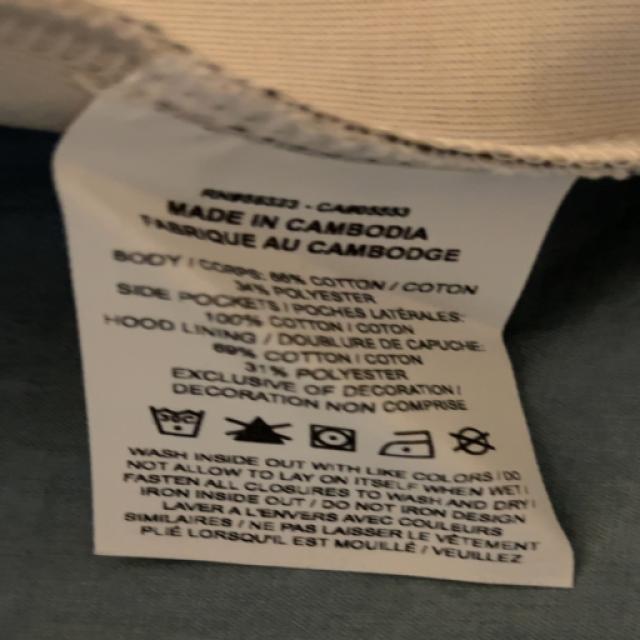 MADE IN CAMBODIA
FABRIQUE AU CAMBODGE
BODY / CORPS: 66% COTTON / COTON
34% POLYESTER
SIDE POCKETS / POCHES LATÉRALES:
100% COTTON / COTON
HOOD LINING / DOUBLURE DE CAPUCHE:
69% COTTON / COTON
31% POLYESTER
EXCLUSIVE OF DECORATION /
DECORATION NON COMPRISE
WASH INSIDE OUT WITH LIKE COLORS / DO
NOT ALLOW TO LAY ON ITSELF WHEN WET /
FASTEN ALL CLOSURES TO WASH AND DRY /
IRON INSIDE OUT / DO NOT IRON DESIGN
LAVER A L'ENVERS AVEC COULEURS
SIMILAIRES / NE PAS LAISSER LE VÊTEMENT
PLIÉ LORSQU'IL EST MOUILLÉ / VEUILLEZ